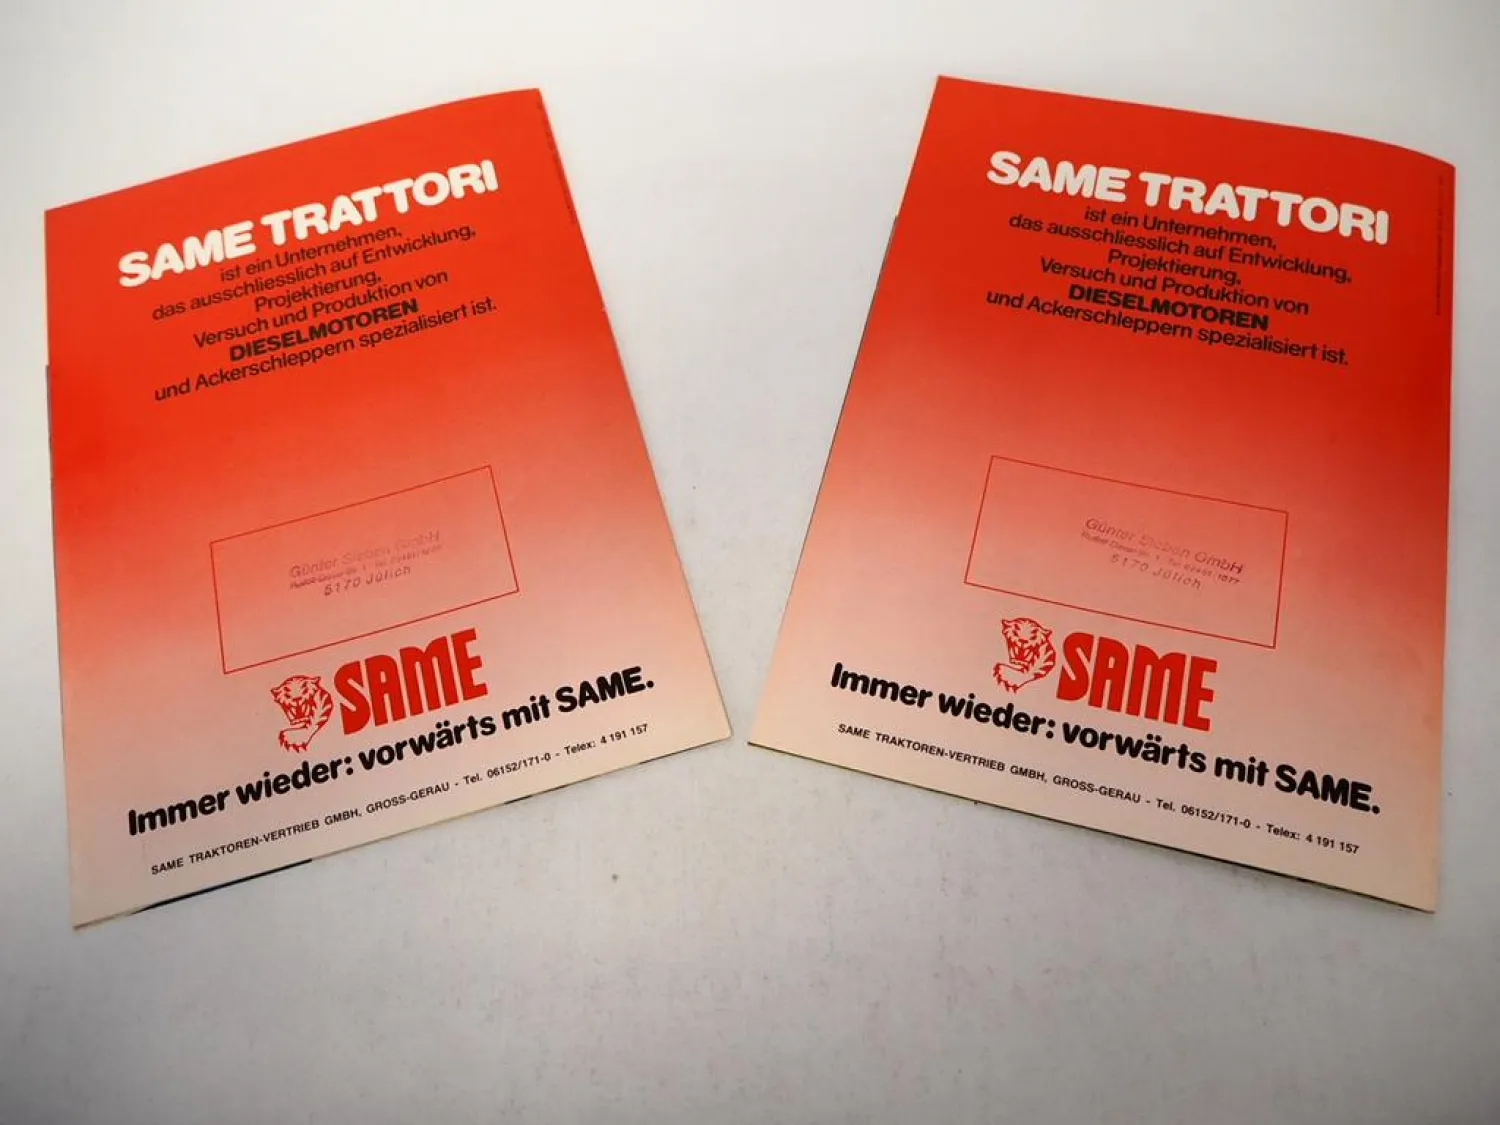 SAME TRATTORI
ist ein Unternehmen,
das ausschliesslich auf Entwicklung,
Projektierung,
Versuch und Produktion von
DIESELMOTOREN
und Ackerschleppern spezialisiert ist.
Günter Sieben GmbH
5170 Jülich
SAME
Immer wieder: vorwärts mit SAME.
SAME TRAKTOREN-VERTRIEB GMBH, GROSS-GERAU - Tel. 06152/171-0 - Telex: 4 191 157
SAME TRATTORI
ist ein Unternehmen,
das ausschliesslich auf Entwicklung,
Projektierung,
Versuch und Produktion von
DIESELMOTOREN
und Ackerschleppern spezialisiert ist.
Günter Sieben GmbH
5170 Jülich
SAME
Immer wieder: vorwärts mit SAME.
SAME TRAKTOREN-VERTRIEB GMBH, GROSS-GERAU - Tel. 06152/171-0 - Telex: 4 191 157